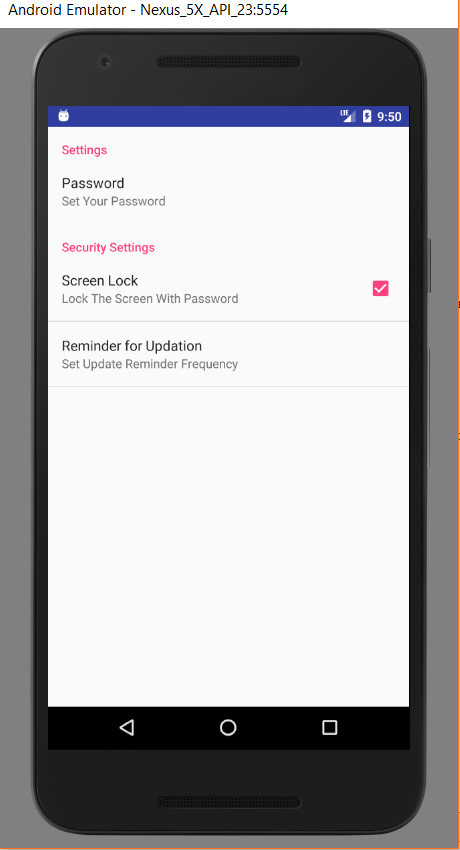 Android Emulator - Nexus_5X_API_23:5554
LTE 9:50
Settings
Password
Set Your Password
Security Settings
Screen Lock
Lock The Screen With Password
Reminder for Updation
Set Update Reminder Frequency